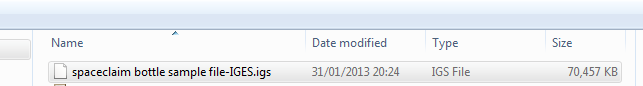 Name Date modified Type Size
spaceclaim bottle sample file-IGES.igs 31/01/2013 20:24 IGS File 70,457 KB